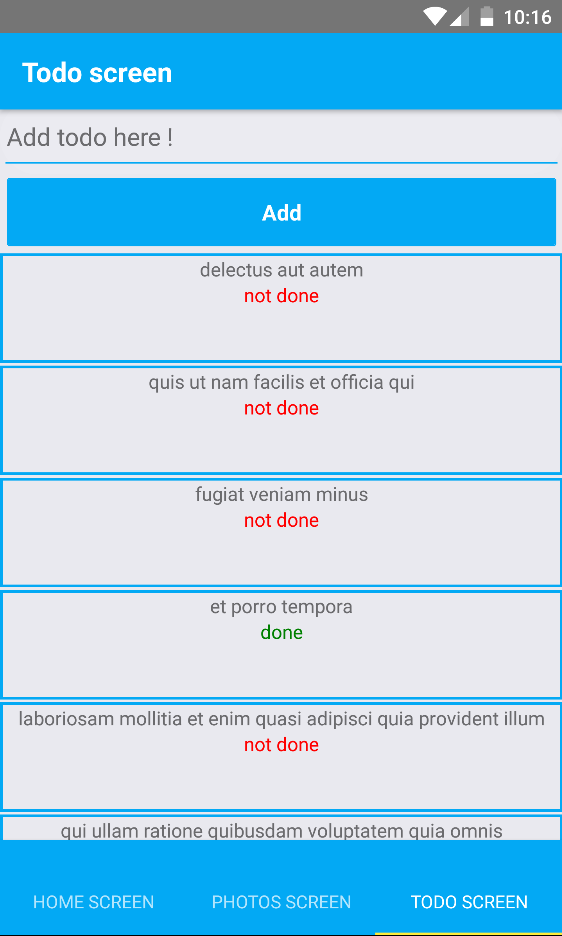 10:16
Todo screen
Add todo here !
Add
delectus aut autem
not done
quis ut nam facilis et officia qui
not done
fugiat veniam minus
not done
et porro tempora
done
laboriosam mollitia et enim quasi adipisci quia provident illum
not done
qui ullam ratione quibusdam voluptatem quia omnis
HOME SCREEN
PHOTOS SCREEN
TODO SCREEN